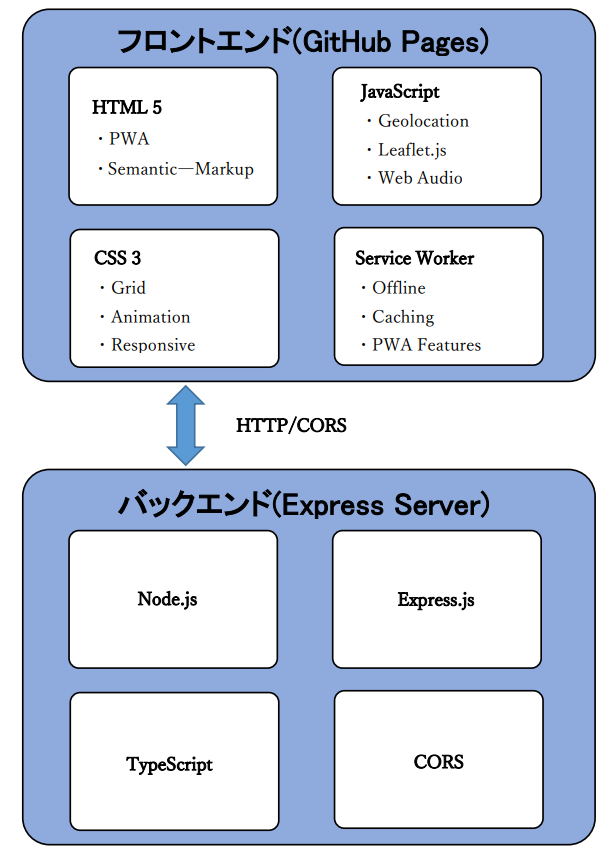 フロントエンド(GitHub Pages)
HTML 5
・PWA
・Semantic―Markup
JavaScript
・Geolocation
・Leaflet.js
・Web Audio
CSS 3
・Grid
・Animation
・Responsive
Service Worker
・Offline
・Caching
・PWA Features
HTTP/CORS
バックエンド(Express Server)
Node.js
Express.js
TypeScript
CORS